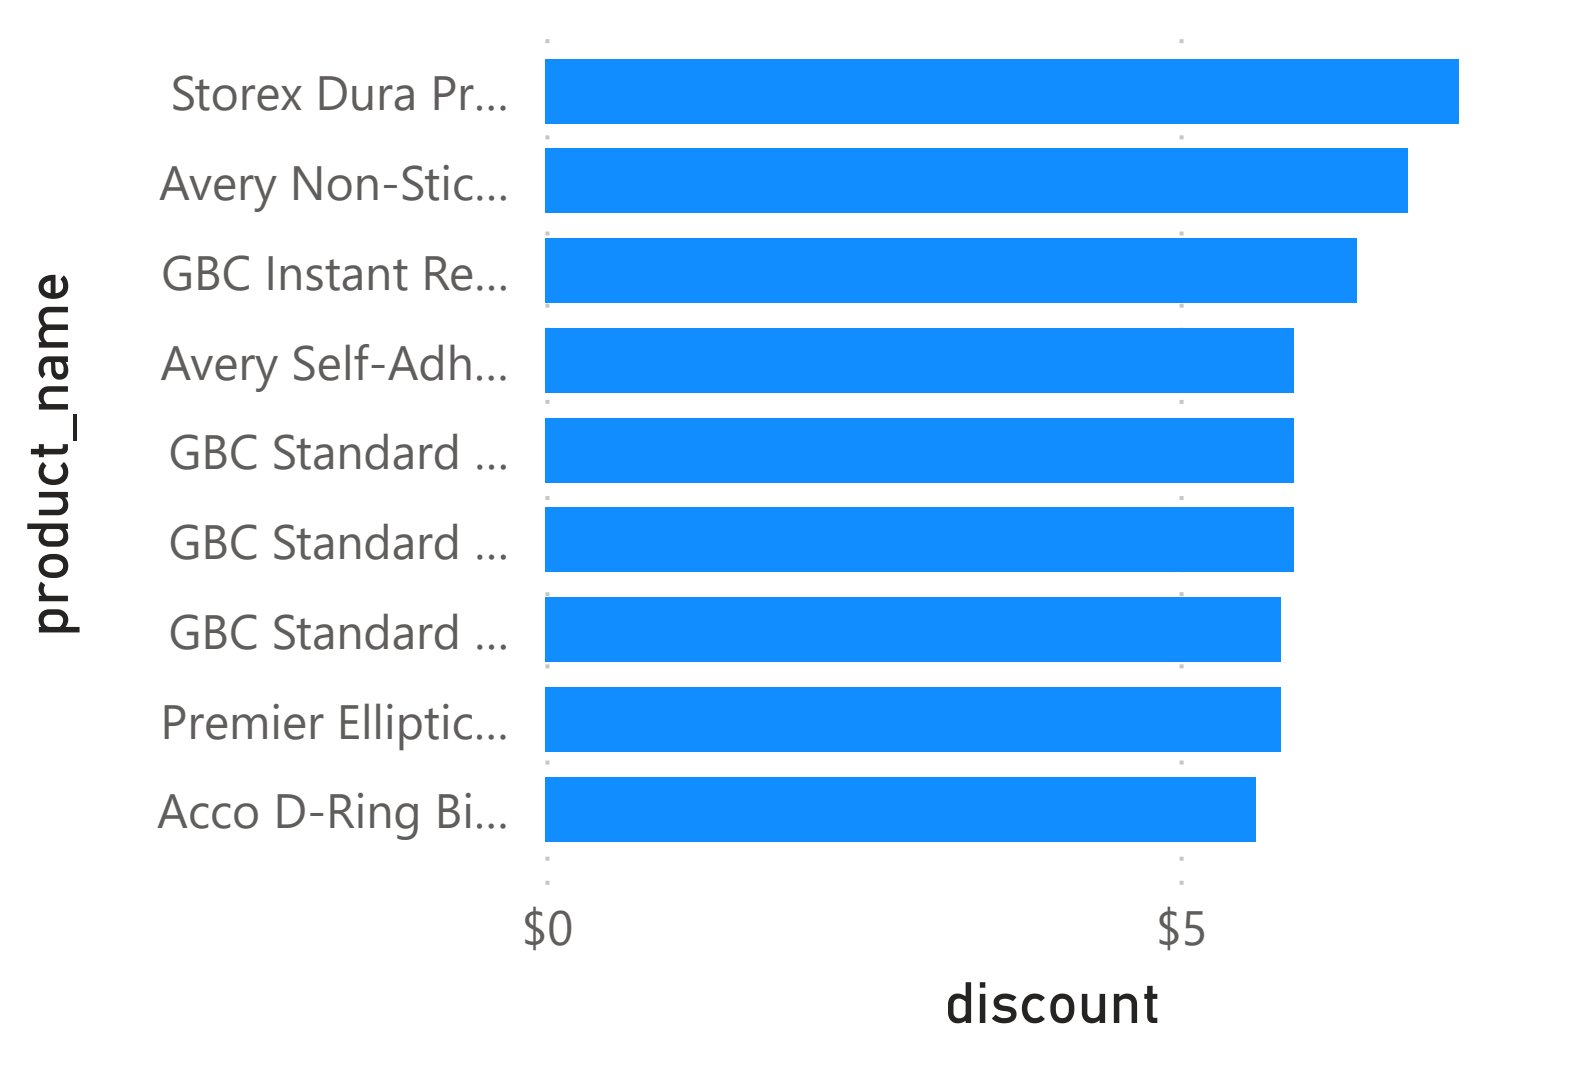 product_name
Storex Dura Pr...
Avery Non-Stic...
GBC Instant Re...
Avery Self-Adh...
GBC Standard ...
GBC Standard ...
GBC Standard ...
Premier Elliptic...
Acco D-Ring Bi...
$0 $5
discount